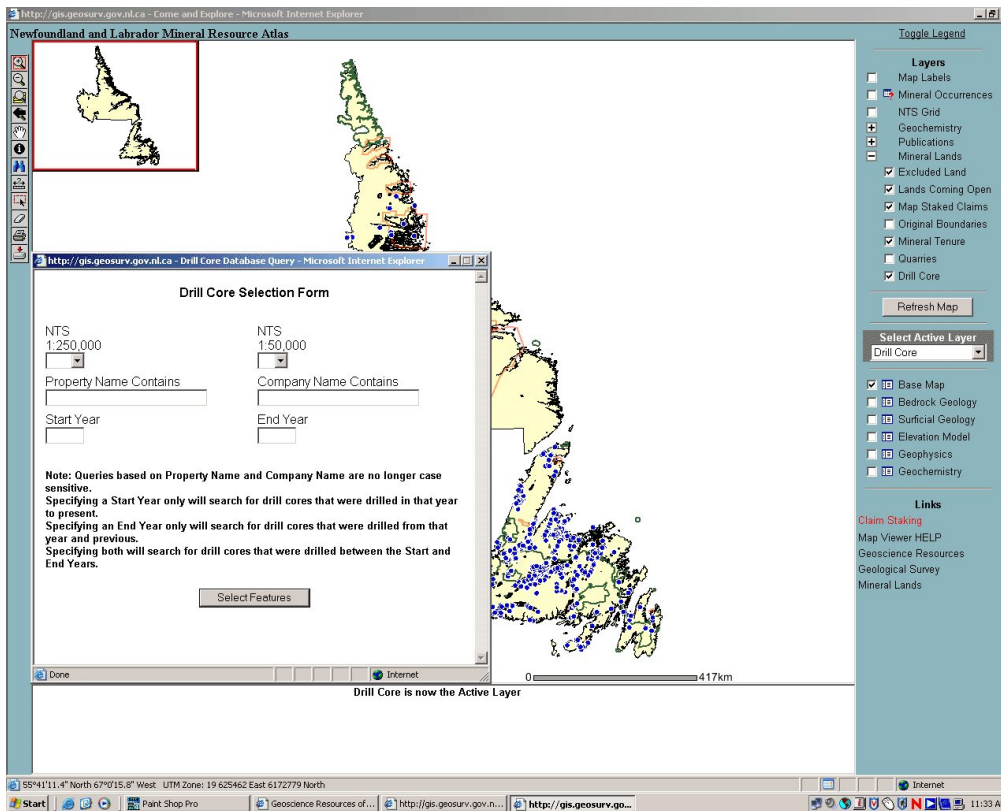 http://gis.geosurv.gov.nl.ca - Come and Explore - Microsoft Internet Explorer
Newfoundland and Labrador Mineral Resource Atlas
Toggle Legend
Layers
Map Labels
Mineral Occurrences
NTS Grid
Geochemistry
Publications
Mineral Lands
Excluded Land
Lands Coming Open
Map Staked Claims
Original Boundaries
Mineral Tenure
Quarries
Drill Core
Refresh Map
Select Active Layer
Drill Core
Base Map
Bedrock Geology
Surficial Geology
Elevation Model
Geophysics
Geochemistry
Links
Claim Staking
Map Viewer HELP
Geoscience Resources
Geological Survey
Mineral Lands
http://gis.geosurv.gov.nl.ca - Drill Core Database Query - Microsoft Internet Explorer
Drill Core Selection Form
NTS
1:250,000
NTS
1:50,000
Property Name Contains
Company Name Contains
Start Year
End Year
Note: Queries based on Property Name and Company Name are no longer case
sensitive.
Specifying a Start Year only will search for drill cores that were drilled in that year
to present.
Specifying an End Year only will search for drill cores that were drilled from that
year and previous.
Specifying both will search for drill cores that were drilled between the Start and
End Years.
Select Features
Done
Internet
0 417km
Drill Core is now the Active Layer
55°41'11.4" North 67°0'15.8" West UTM Zone: 19 625462 East 6172779 North
Internet
Start
Paint Shop Pro
Geoscience Resources of...
http://gis.geosurv.gov.n...
http://gis.geosurv.go...
11:33 A